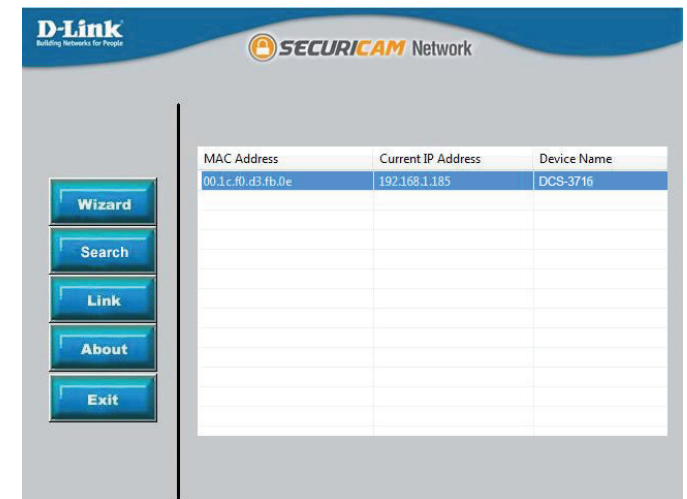 D-Link
Building Networks for People
SECURICAM Network
MAC Address Current IP Address Device Name
00.1c.f0.d3.fb.0e 192.168.1.185 DCS-3716
Wizard
Search
Link
About
Exit